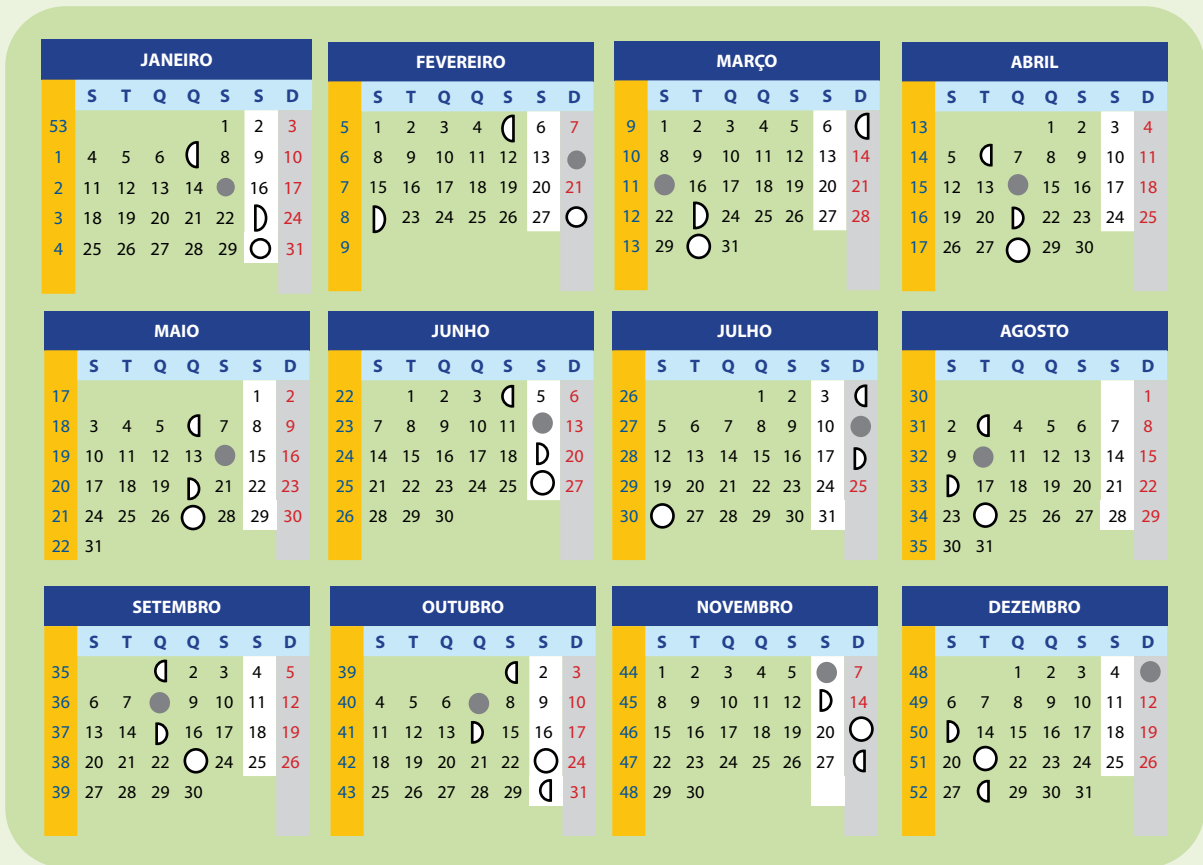 JANEIRO
S T Q Q S S D
53 1 2 3
1 4 5 6 8 9 10
2 11 12 13 14 16 17
3 18 19 20 21 22 24
4 25 26 27 28 29 31
FEVEREIRO
S T Q Q S S D
5 1 2 3 4 6 7
6 8 9 10 11 12 13
7 15 16 17 18 19 20 21
8 23 24 25 26 27
9
MARÇO
S T Q Q S S D
9 1 2 3 4 5 6
10 8 9 10 11 12 13 14
11 16 17 18 19 20 21
12 22 24 25 26 27 28
13 29 31
ABRIL
S T Q Q S S D
13 1 2 3 4
14 5 7 8 9 10 11
15 12 13 15 16 17 18
16 19 20 22 23 24 25
17 26 27 29 30
MAIO
S T Q Q S S D
17 1 2
18 3 4 5 7 8 9
19 10 11 12 13 15 16
20 17 18 19 21 22 23
21 24 25 26 28 29 30
22 31
JUNHO
S T Q Q S S D
22 1 2 3 5 6
23 7 8 9 10 11 13
24 14 15 16 17 18 20
25 21 22 23 24 25 27
26 28 29 30
JULHO
S T Q Q S S D
26 1 2 3
27 5 6 7 8 9 10
28 12 13 14 15 16 17
29 19 20 21 22 23 24 25
30 27 28 29 30 31
AGOSTO
S T Q Q S S D
30 1
31 2 4 5 6 7 8
32 9 11 12 13 14 15
33 17 18 19 20 21 22
34 23 25 26 27 28 29
35 30 31
SETEMBRO
S T Q Q S S D
35 2 3 4 5
36 6 7 9 10 11 12
37 13 14 16 17 18 19
38 20 21 22 24 25 26
39 27 28 29 30
OUTUBRO
S T Q Q S S D
39 2 3
40 4 5 6 8 9 10
41 11 12 13 15 16 17
42 18 19 20 21 22 24
43 25 26 27 28 29 31
NOVEMBRO
S T Q Q S S D
44 1 2 3 4 5 7
45 8 9 10 11 12 14
46 15 16 17 18 19 20
47 22 23 24 25 26 27
48 29 30
DEZEMBRO
S T Q Q S S D
48 1 2 3 4
49 6 7 8 9 10 11 12
50 14 15 16 17 18 19
51 20 22 23 24 25 26
52 27 29 30 31